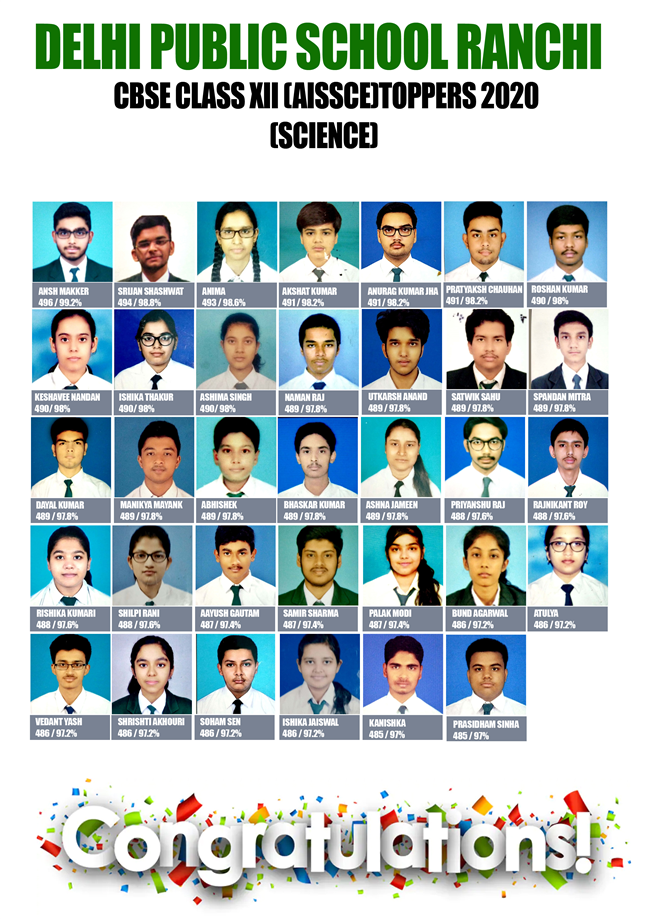 DELHI PUBLIC SCHOOL RANCHI
CBSE CLASS XII (AISSCE)TOPPERS 2020
(SCIENCE)
ANSH MAKKER
496 / 99.2%
SRIJAN SHASHWAT
494 / 98.8%
ANIMA
493 / 98.6%
AKSHAT KUMAR
491 / 98.2%
ANURAG KUMAR JHA
491 / 98.2%
PRATYAKSH CHAUHAN
491 / 98.2%
ROSHAN KUMAR
490 / 98%
KESHAVEE NANDAN
490/ 98%
ISHIKA THAKUR
490/ 98%
ASHIMA SINGH
490/ 98%
NAMAN RAJ
489 / 97.8%
UTKARSH ANAND
489 / 97.8%
SATWIK SAHU
489 / 97.8%
SPANDAN MITRA
489 / 97.8%
DAYAL KUMAR
489 / 97.8%
MANIKYA MAYANK
489 / 97.8%
ABHISHEK
489 / 97.8%
BHASKAR KUMAR
489 / 97.8%
ASHNA JAMEEN
489 / 97.8%
PRIYANSHU RAJ
488 / 97.6%
RAJNIKANT ROY
488 / 97.6%
RISHIKA KUMARI
488 / 97.6%
SHILPI RANI
488 / 97.6%
AAYUSH GAUTAM
487 / 97.4%
SAMIR SHARMA
487 / 97.4%
PALAK MODI
487 / 97.4%
BUND AGARWAL
486 / 97.2%
ATULYA
486 / 97.2%
VEDANT YASH
486 / 97.2%
SHRISHTI AKHOURI
486 / 97.2%
SOHAM SEN
486 / 97.2%
ISHIKA JAISWAL
486 / 97.2%
KANISHKA
485 / 97%
PRASIDHAM SINHA
485 / 97%
Congratulations!